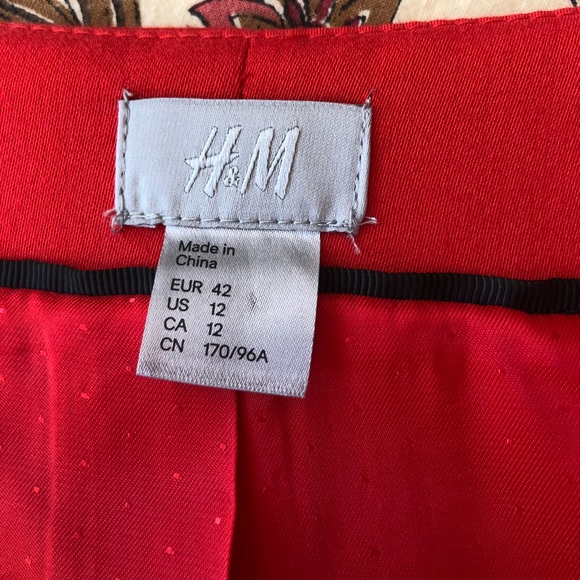 H&M
Made in
China
EUR 42
US 12
CA 12
CN 170/96A